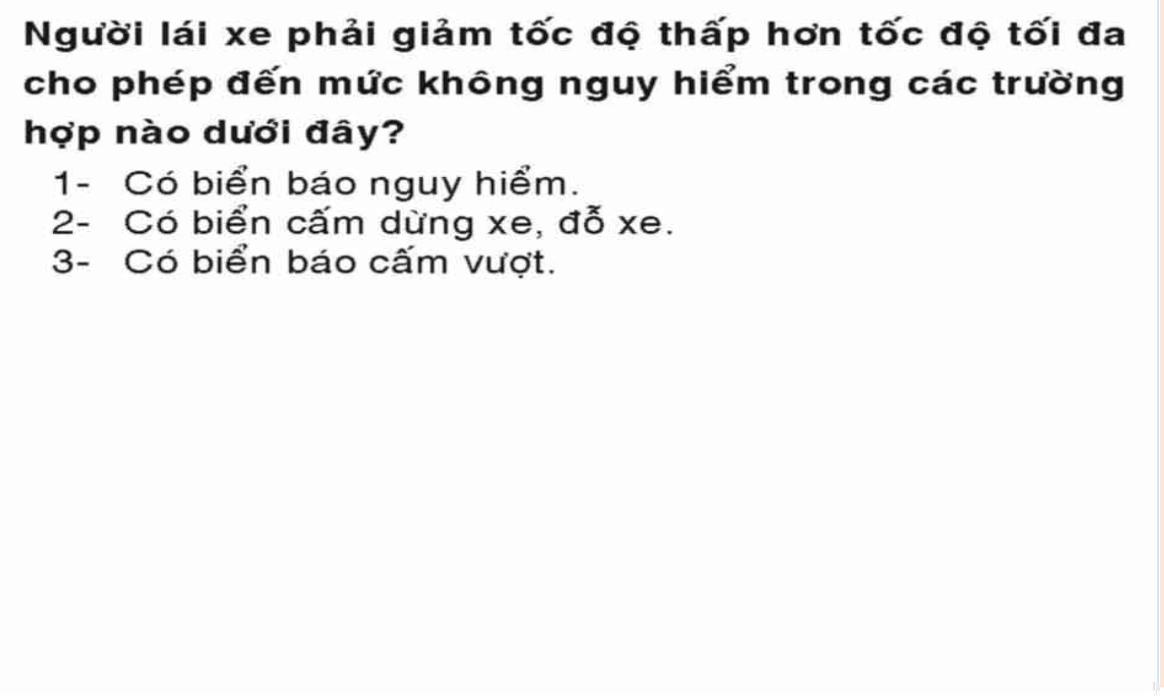 Người lái xe phải giảm tốc độ thấp hơn tốc độ tối đa
cho phép đến mức không nguy hiểm trong các trường
hợp nào dưới đây?
1- Có biển báo nguy hiểm.
2- Có biển cấm dừng xe, đỗ xe.
3- Có biển báo cấm vượt.